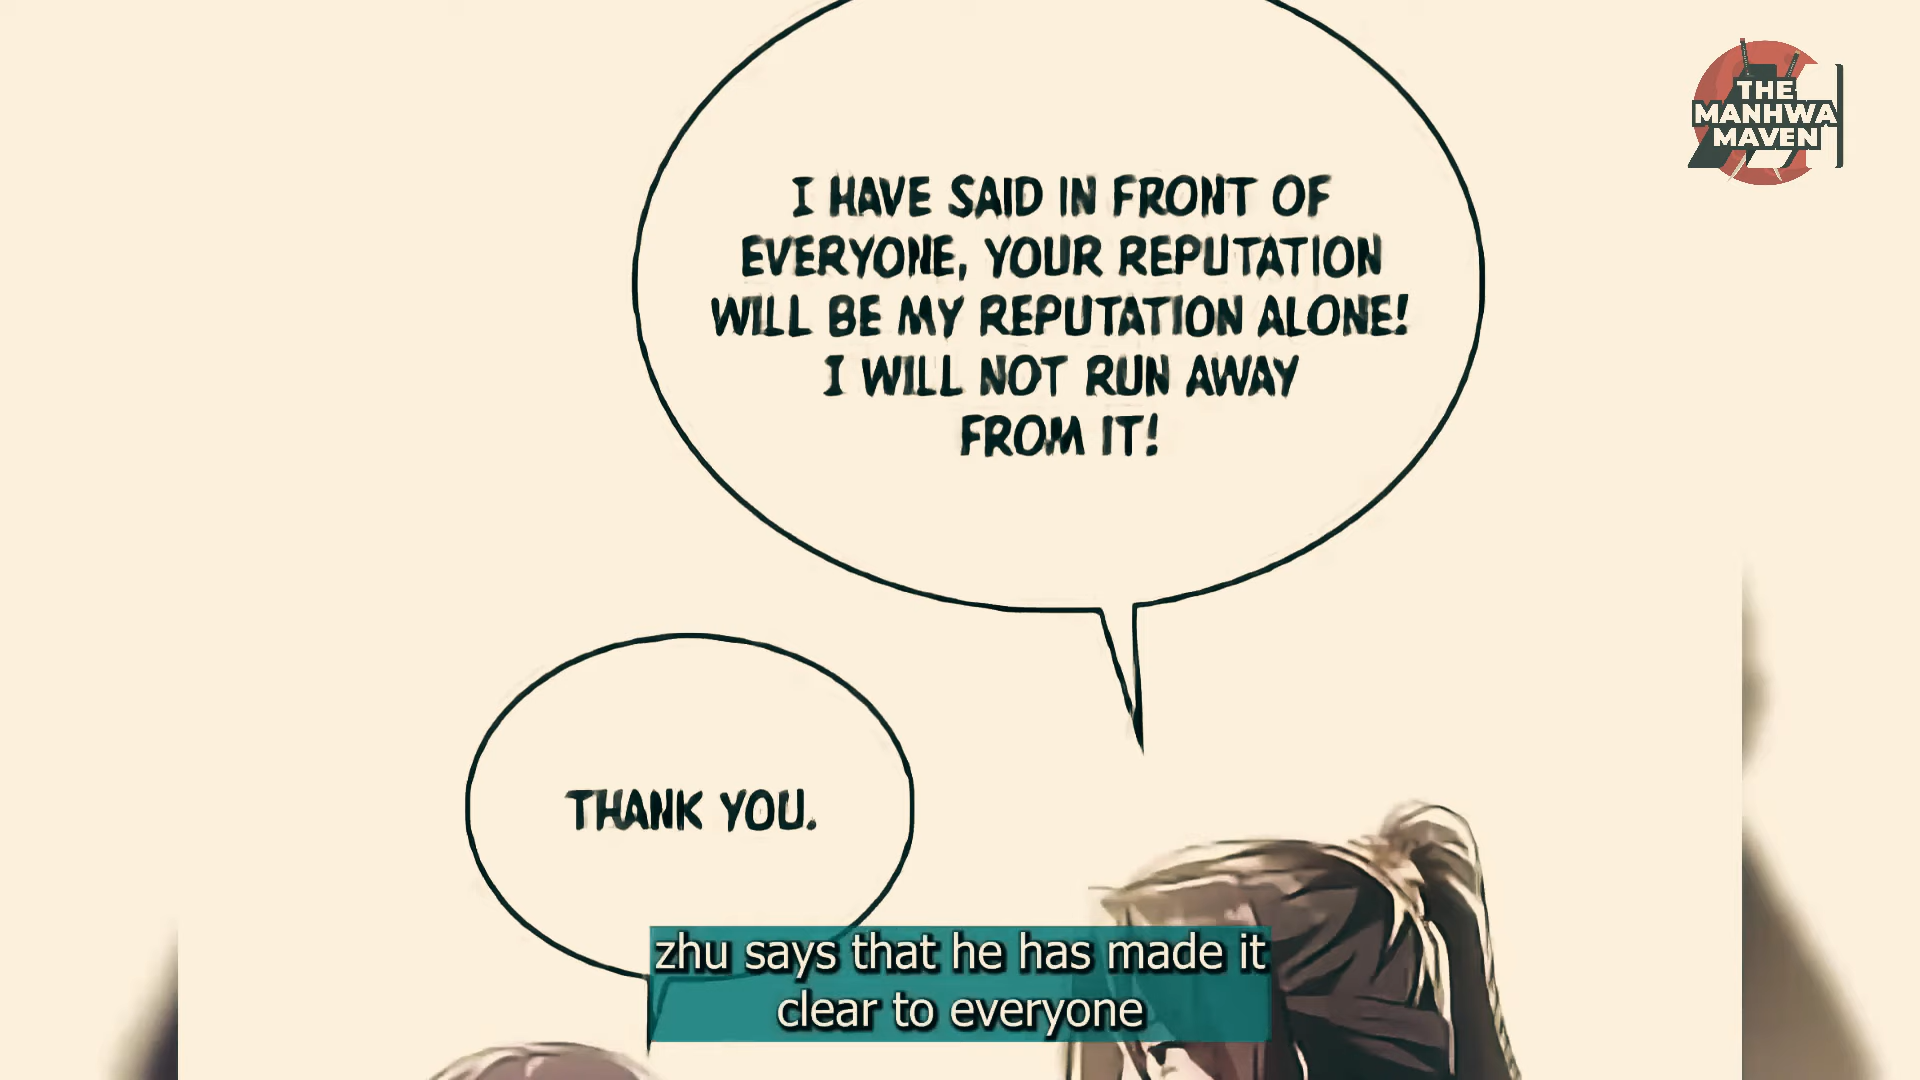 THE
MANHWA
MAVEN
I HAVE SAID IN FRONT OF
EVERYONE, YOUR REPUTATION
WILL BE MY REPUTATION ALONE!
I WILL NOT RUN AWAY
FROM IT!
THANK YOU.
zhu says that he has made it
clear to everyone